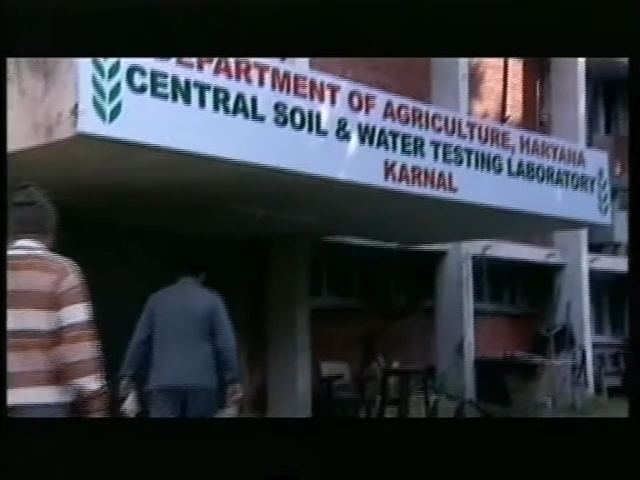 DEPARTMENT OF AGRICULTURE, HARYANA
CENTRAL SOIL & WATER TESTING LABORATORY
KARNAL